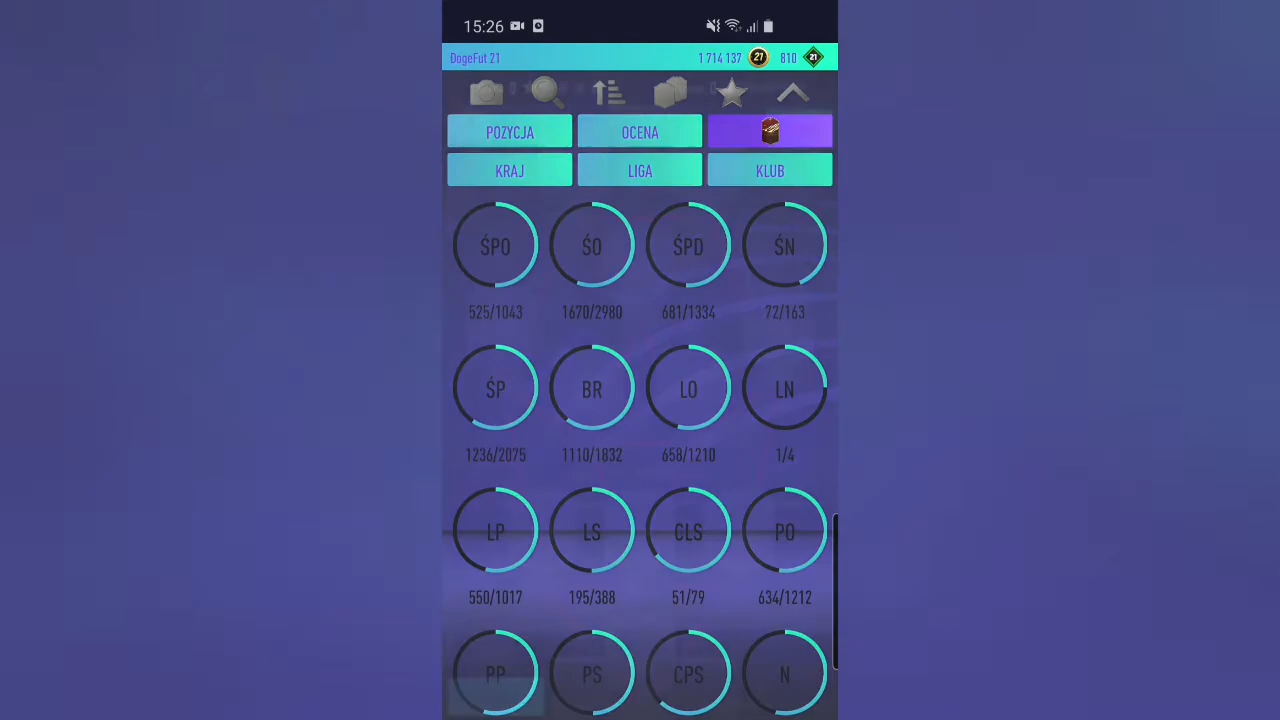 15:26
DogeFut 21 1 714 137 21 810 21
POZYCJA OCENA
KRAJ LIGA KLUB
ŚPO ŚO ŚPD ŚN
525/1043 1670/2980 681/1334 72/163
ŚP BR LO LN
1236/2075 1110/1832 658/1210 1/4
LP LS CLS PO
550/1017 195/388 51/79 634/1212
PP PS CPS N